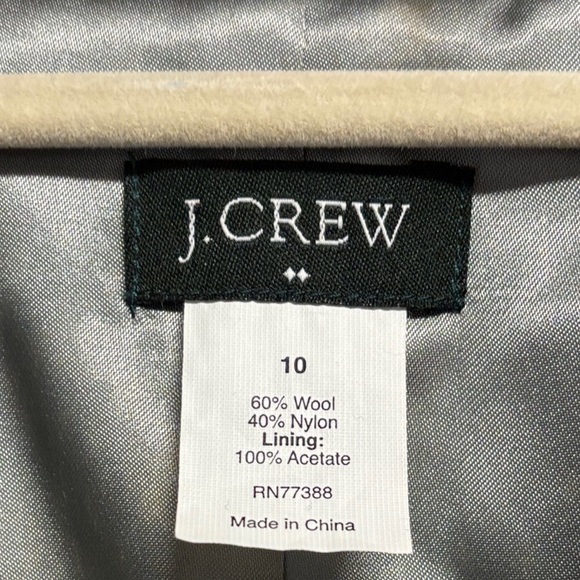 J.CREW
10
60% Wool
40% Nylon
Lining:
100% Acetate
RN77388
Made in China